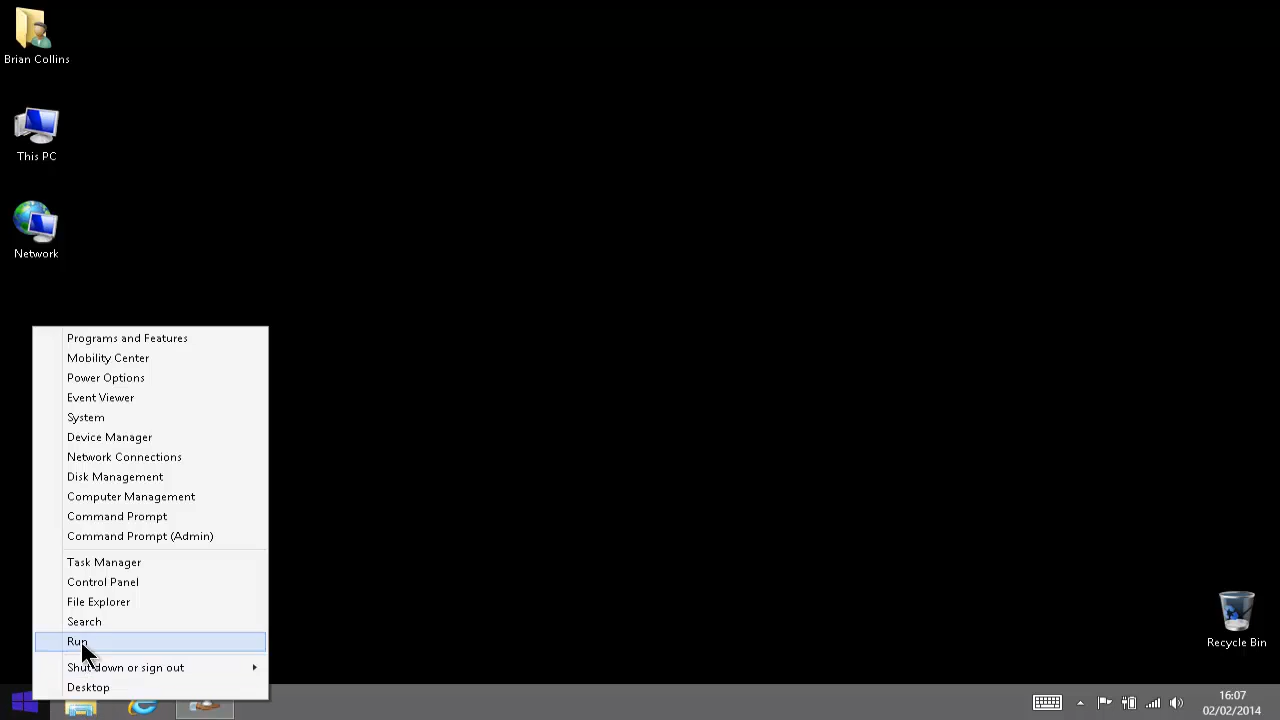 Brian Collins
This PC
Network
Programs and Features
Mobility Center
Power Options
Event Viewer
System
Device Manager
Network Connections
Disk Management
Computer Management
Command Prompt
Command Prompt (Admin)
Task Manager
Control Panel
File Explorer
Search
Run
Shut down or sign out
Desktop
Recycle Bin
16:07
02/02/2014